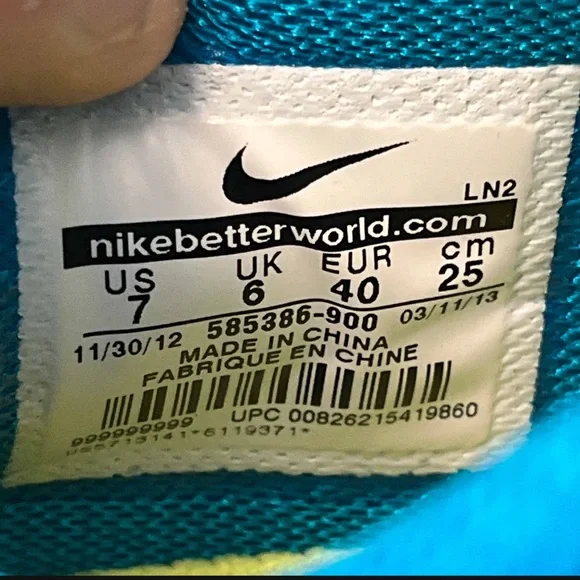 LN2
nikebetterworld.com
US UK EUR cm
7 6 40 25
11/30/12 585386-900 03/11/13
MADE IN CHINA
FABRIQUE EN CHINE
UPC 00826215419860
999999999